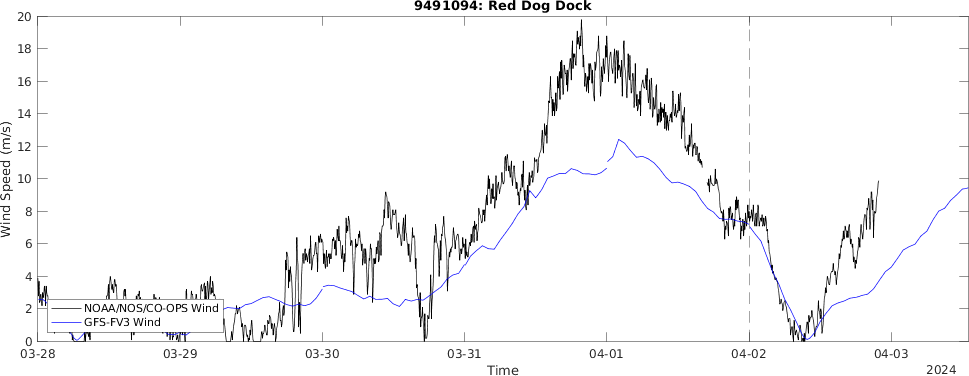 9491094: Red Dog Dock
20
18
16
14
12
10
8
6
4
2
0
Wind Speed (m/s)
NOAA/NOS/CO-OPS Wind
GFS-FV3 Wind
03-28 03-29 03-30 03-31 04-01 04-02 04-03
Time
2024